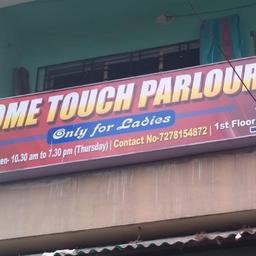 OME TOUCH PARLOUR
Only for Ladies
en- 10.30 am to 7.30 pm (Thursday) | Contact No-7278154872 | 1st Floor